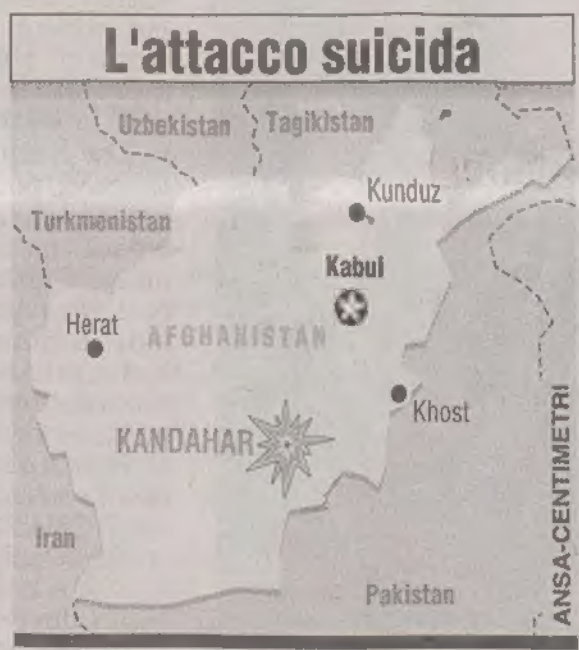 L'attacco suicida
Uzbekistan
Tagikistan
Kunduz
Turkmenistan
Kabul
Herat
AFGHANISTAN
Khost
KANDAHAR
Iran
Pakistan
ANSA-CENTIMETRI